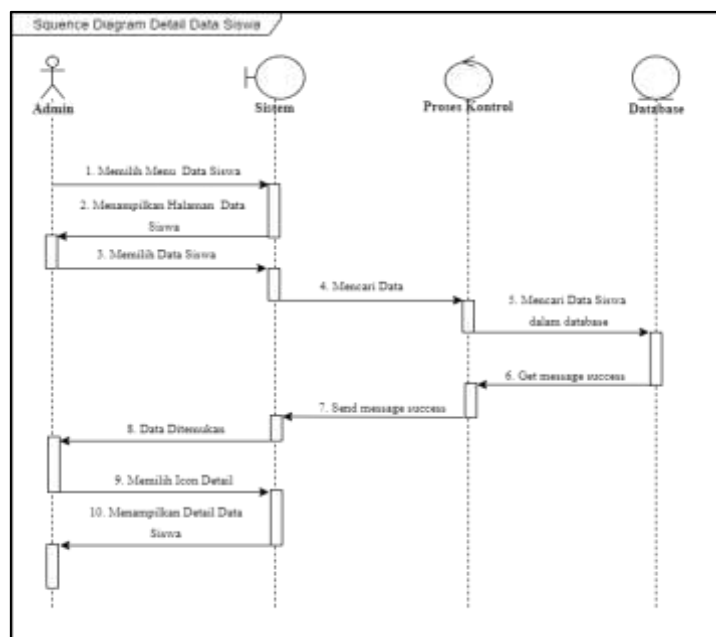 Squence Diagram Detail Data Siswa
Admin
Sistem
Proses Kontrol
Database
1. Memilih Menu Data Siswa
2. Menampilkan Halaman Data
Siswa
3. Memilih Data Siswa
4. Mencari Data
5. Mencari Data Siswa
dalam database
6. Get message success
7. Send message success
8. Data Ditemukan
9. Memilih Icon Detail
10. Menampilkan Detail Data
Siswa